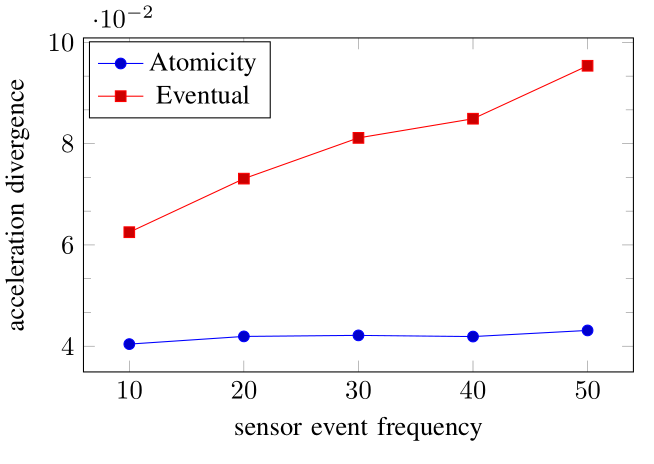 ·10⁻²
10
8
6
4
acceleration divergence
Atomicity
Eventual
10 20 30 40 50
sensor event frequency